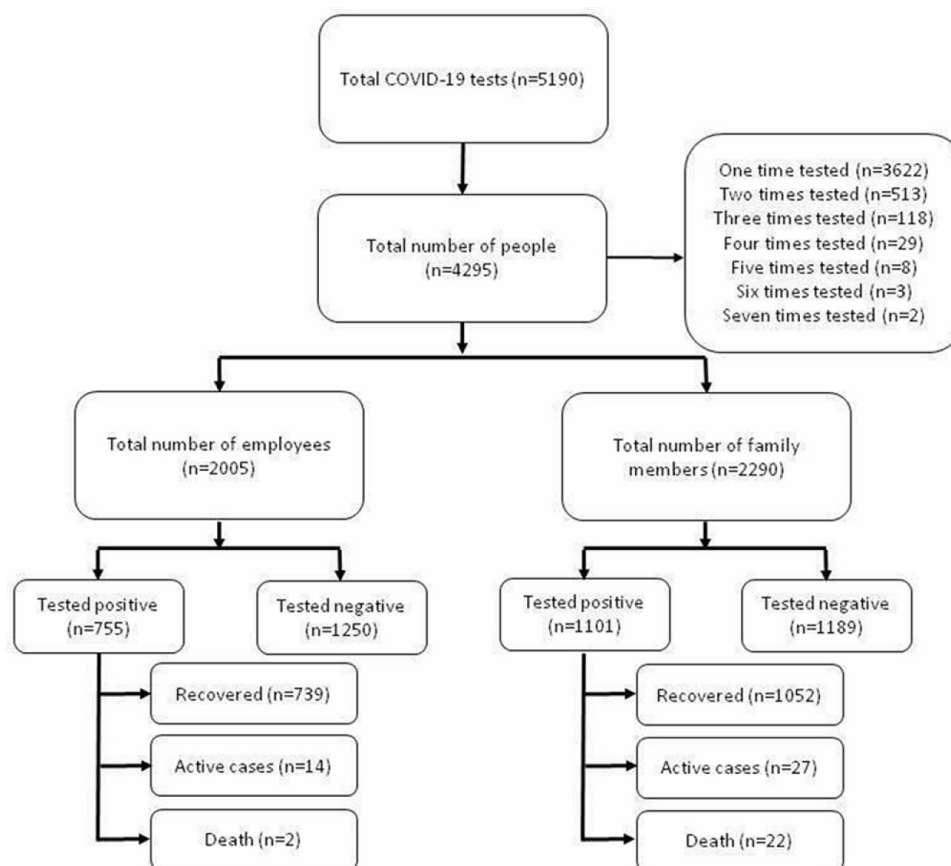 Total COVID-19 tests (n=5190)
One time tested (n=3622)
Two times tested (n=513)
Three times tested (n=118)
Four times tested (n=29)
Five times tested (n=8)
Six times tested (n=3)
Seven times tested (n=2)
Total number of people
(n=4295)
Total number of employees
(n=2005)
Total number of family
members (n=2290)
Tested positive
(n=755)
Tested negative
(n=1250)
Tested positive
(n=1101)
Tested negative
(n=1189)
Recovered (n=739)
Active cases (n=14)
Death (n=2)
Recovered (n=1052)
Active cases (n=27)
Death (n=22)